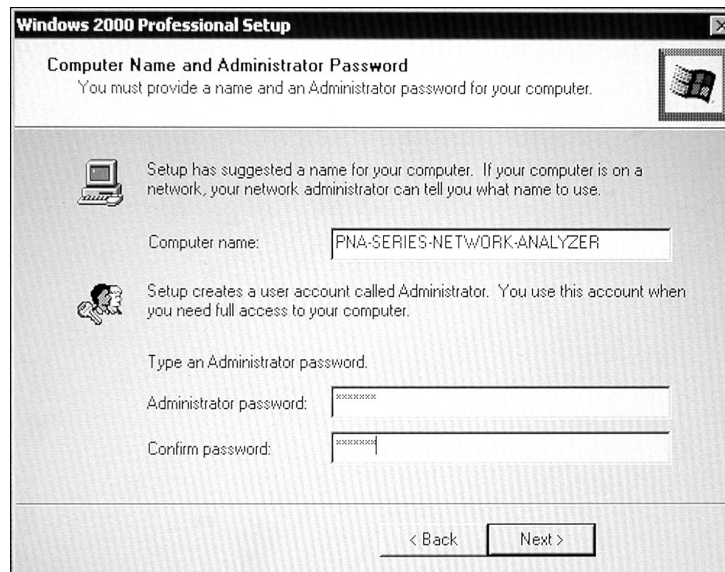 Windows 2000 Professional Setup
Computer Name and Administrator Password
You must provide a name and an Administrator password for your computer.
Setup has suggested a name for your computer. If your computer is on a
network, your network administrator can tell you what name to use.
Computer name: PNA-SERIES-NETWORK-ANALYZER
Setup creates a user account called Administrator. You use this account when
you need full access to your computer.
Type an Administrator password.
Administrator password: *******
Confirm password: *******
< Back Next >